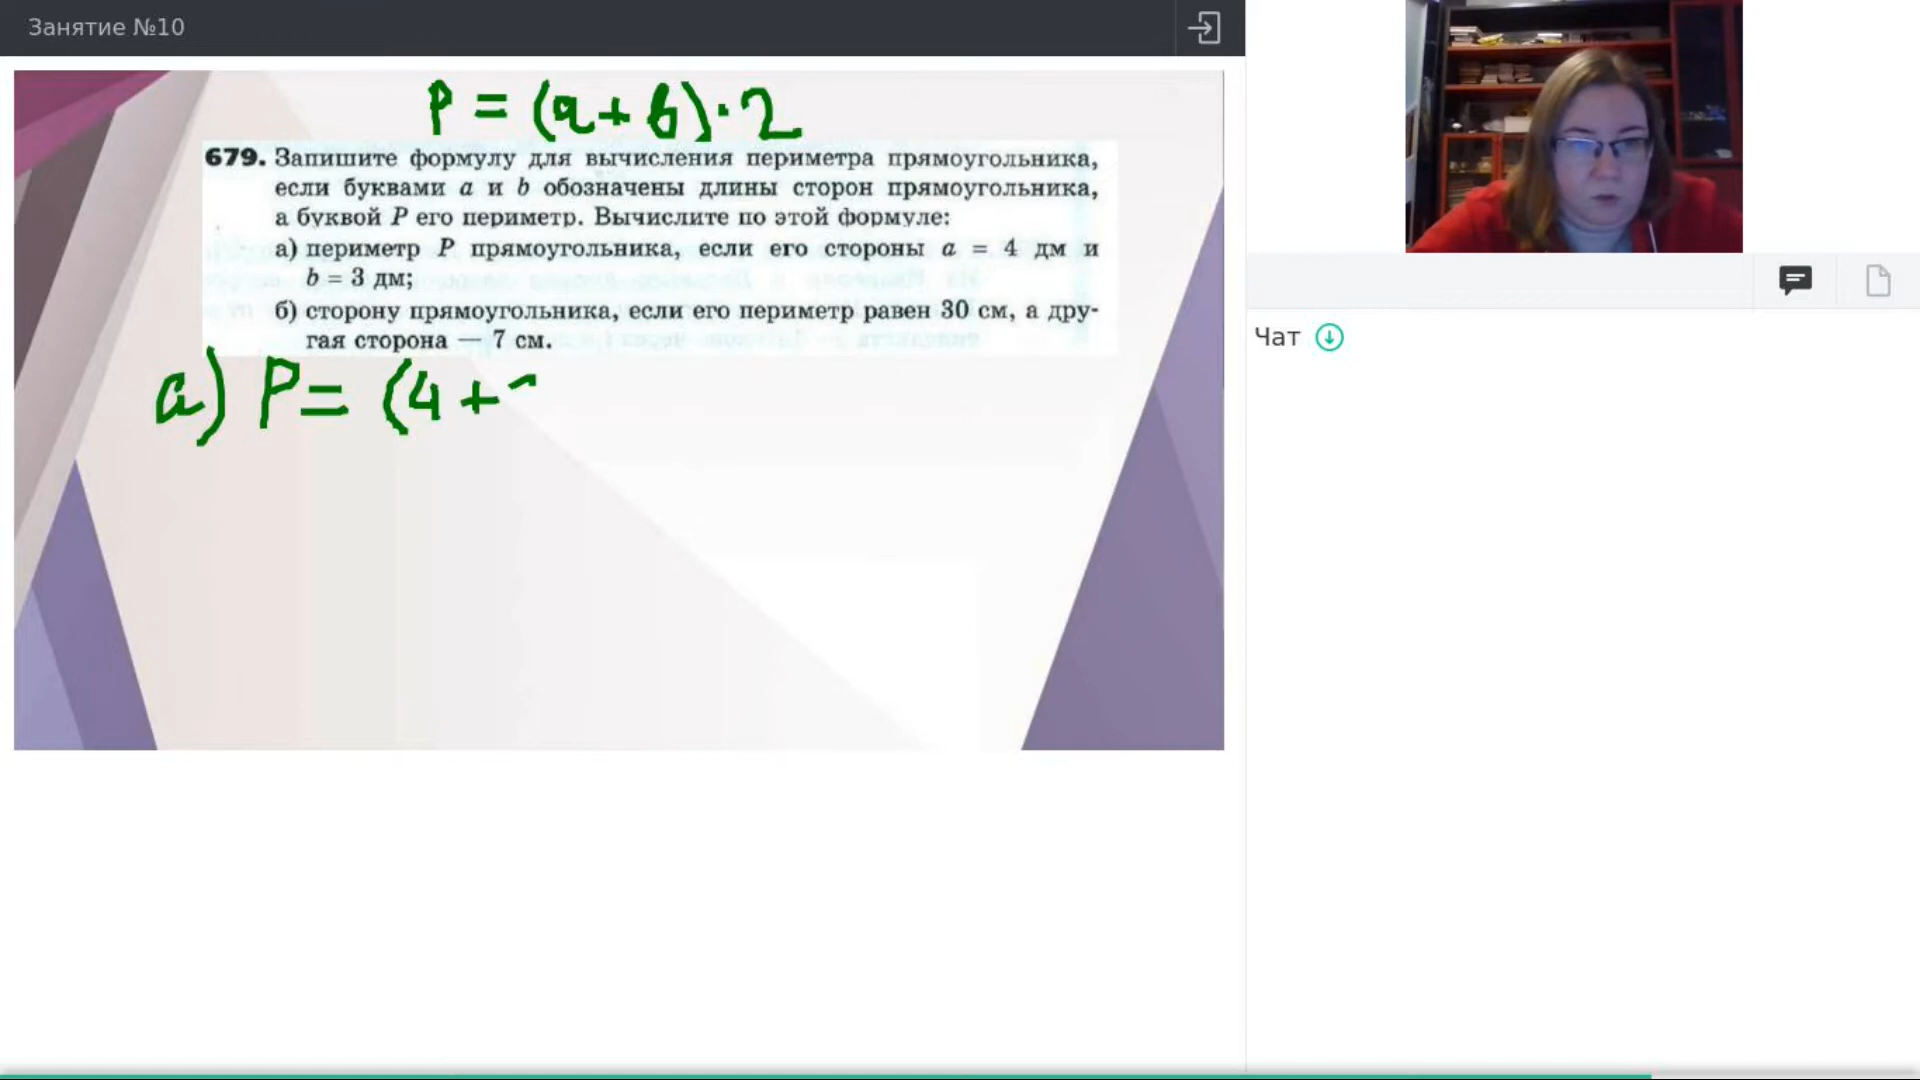 Занятие №10
P = (a + b) · 2
679. Запишите формулу для вычисления периметра прямоугольника,
если буквами a и b обозначены длины сторон прямоугольника,
а буквой P его периметр. Вычислите по этой формуле:
а) периметр P прямоугольника, если его стороны a = 4 дм и
b = 3 дм;
б) сторону прямоугольника, если его периметр равен 30 см, а дру-
гая сторона — 7 см.
а) P = (4 +
Чат